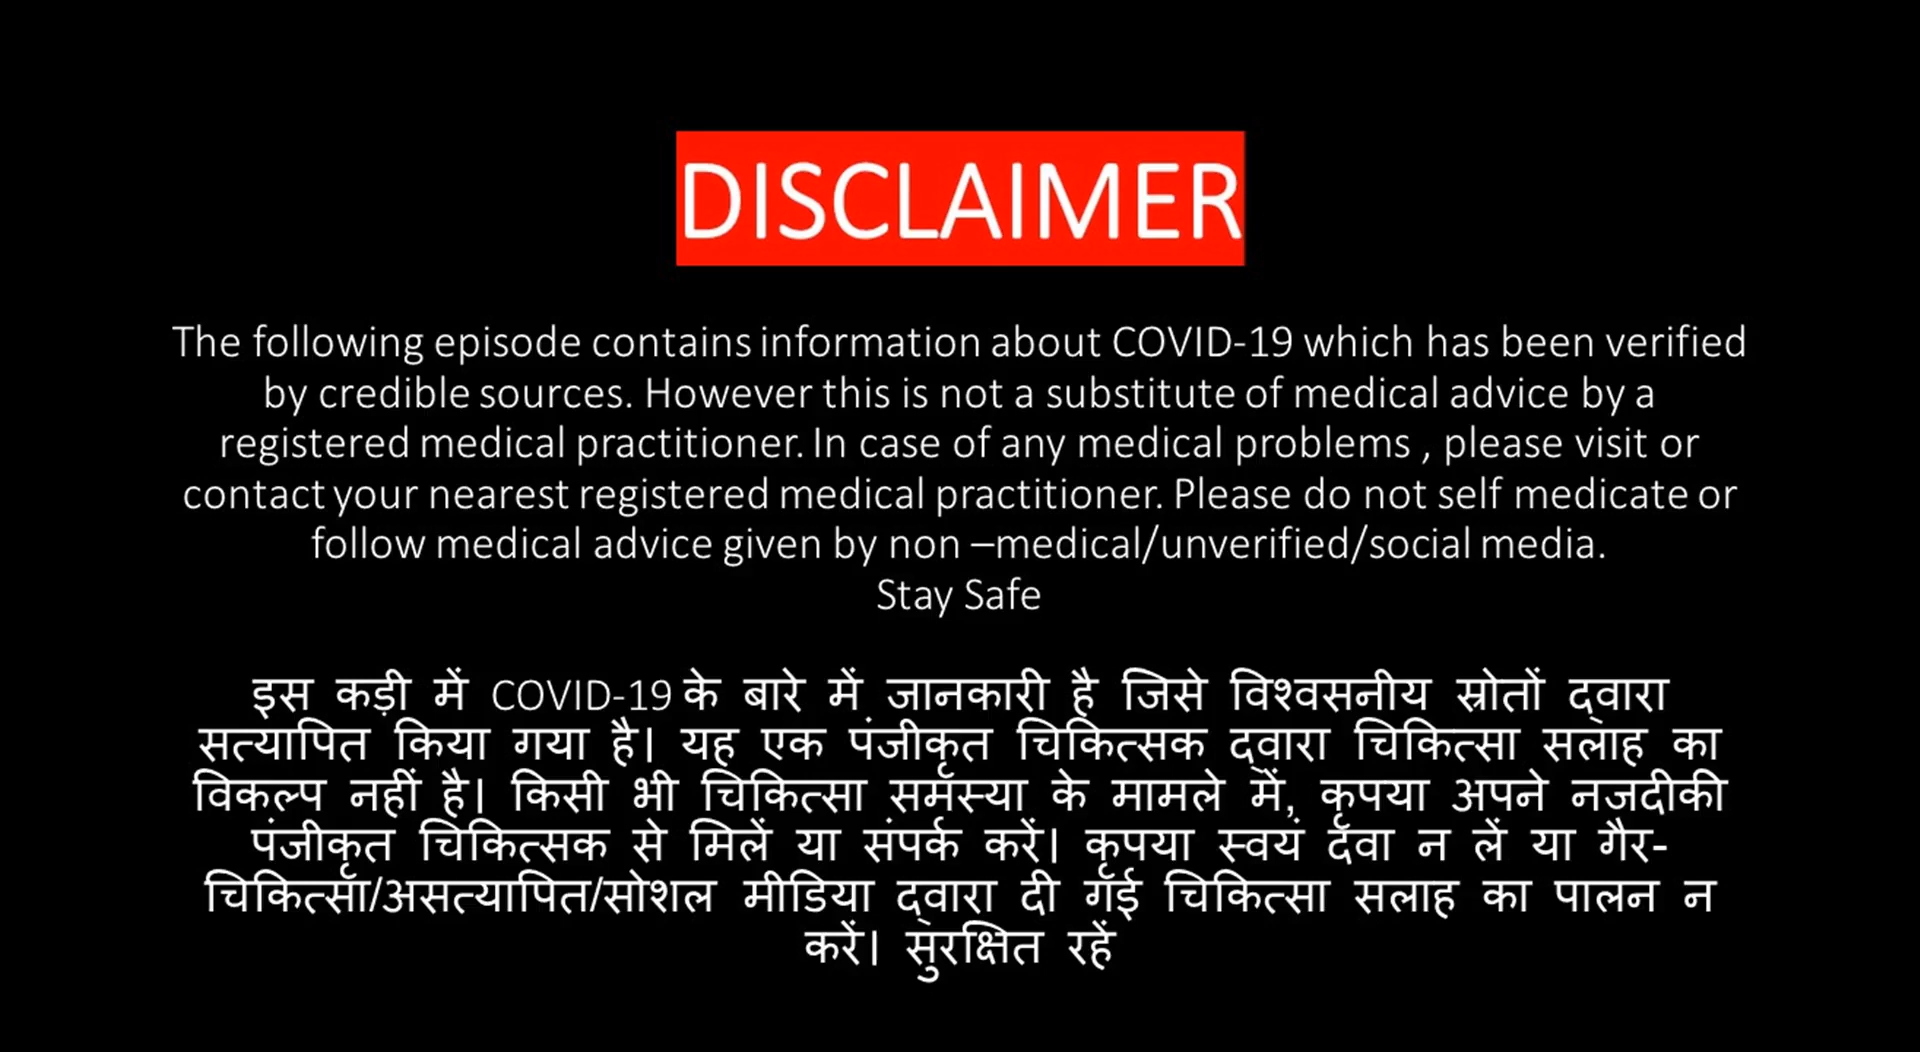 DISCLAIMER
The following episode contains information about COVID-19 which has been verified
by credible sources. However this is not a substitute of medical advice by a
registered medical practitioner. In case of any medical problems , please visit or
contact your nearest registered medical practitioner. Please do not self medicate or
follow medical advice given by non –medical/unverified/social media.
Stay Safe
इस कड़ी में COVID-19 के बारे में जानकारी है जिसे विश्वसनीय स्रोतों द्वारा
सत्यापित किया गया है। यह एक पंजीकृत चिकित्सक द्वारा चिकित्सा सलाह का
विकल्प नहीं है। किसी भी चिकित्सा समस्या के मामले में, कृपया अपने नजदीकी
पंजीकृत चिकित्सक से मिलें या संपर्क करें। कृपया स्वयं दवा न लें या गैर-
चिकित्सा/असत्यापित/सोशल मीडिया द्वारा दी गई चिकित्सा सलाह का पालन न
करें। सुरक्षित रहें